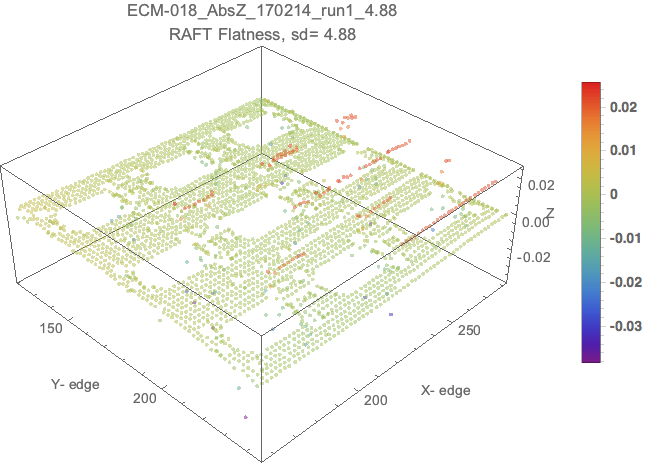 ECM-018_AbsZ_170214_run1_4.88
RAFT Flatness, sd= 4.88
0.02
0.01
0
-0.01
-0.02
-0.03
0.02
0.00
Z
-0.02
150
200
Y- edge
200
250
X- edge